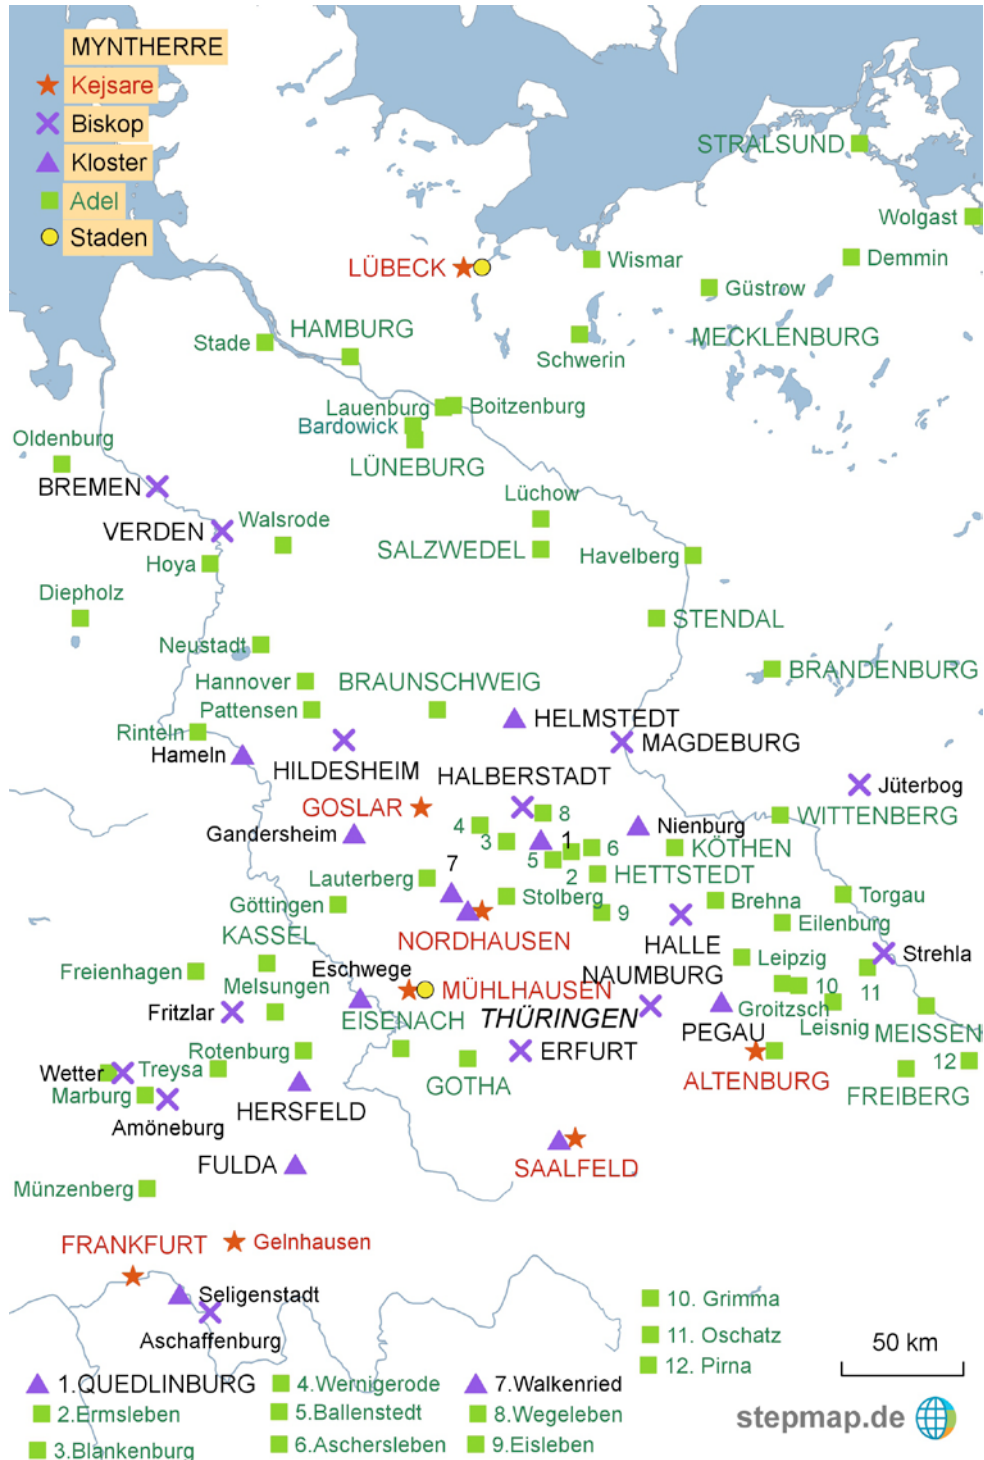 MYNTHERRE
Kejsare
Biskop
Kloster
Adel
Staden
STRALSUND
Wolgast
Demmin
LÜBECK
Wismar
Güstrow
HAMBURG
MECKLENBURG
Stade
Schwerin
Lauenburg
Boitzenburg
Bardowick
Oldenburg
LÜNEBURG
BREMEN
Lüchow
Walsrode
VERDEN
SALZWEDEL
Havelberg
Hoya
Diepholz
STENDAL
Neustadt
BRANDENBURG
Hannover
BRAUNSCHWEIG
Pattensen
HELMSTEDT
Rinteln
MAGDEBURG
Hameln
HILDESHEIM
HALBERSTADT
Jüterbog
GOSLAR
8
WITTENBERG
4
Gandersheim
3
1
6
Nienburg
KÖTHEN
7
5
2
HETTSTEDT
Lauterberg
Stolberg
Brehna
Torgau
Göttingen
9
Eilenburg
KASSEL
NORDHAUSEN
HALLE
Strehla
Freienhagen
Eschwege
NAUMBURG
Leipzig
Melsungen
MÜHLHAUSEN
10
11
Fritzlar
EISENACH
THÜRINGEN
Groitzsch
PEGAU
Leisnig
MEISSEN
Rotenburg
ERFURT
12
Wetter
Treysa
GOTHA
ALTENBURG
FREIBERG
Marburg
HERSFELD
Amöneburg
FULDA
SAALFELD
Münzenberg
FRANKFURT
Gelnhausen
Seligenstadt
Aschaffenburg
10. Grimma
11. Oschatz
12. Pirna
50 km
1.QUEDLINBURG
4.Wernigerode
7.Walkenried
2.Ermsleben
5.Ballenstedt
8.Wegeleben
3.Blankenburg
6.Aschersleben
9.Eisleben
stepmap.de